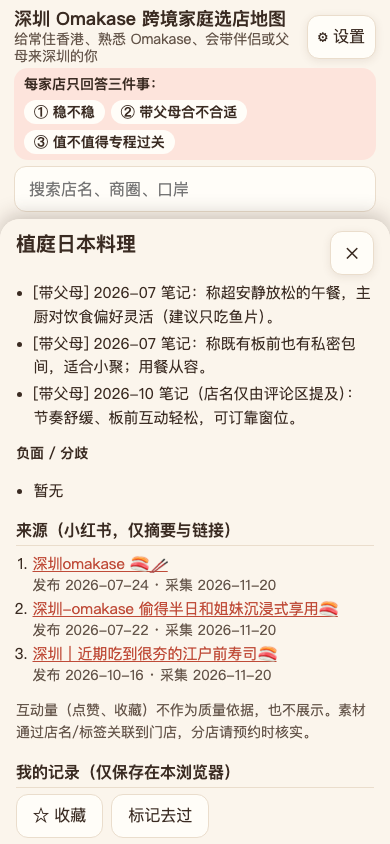 深圳 Omakase 跨境家庭选店地图
给常住香港、熟悉 Omakase、会带伴侣或父
母来深圳的你
⚙ 设置
每家店只回答三件事：
① 稳不稳
② 带父母合不合适
③ 值不值得专程过关
搜索店名、商圈、口岸
植庭日本料理
×
• [带父母] 2026-07 笔记：称超安静放松的午餐，主
厨对饮食偏好灵活（建议只吃鱼片）。
• [带父母] 2026-07 笔记：称既有板前也有私密包
间，适合小聚；用餐从容。
• [带父母] 2026-10 笔记（店名仅由评论区提及）：
节奏舒缓、板前互动轻松，可订靠窗位。
负面 / 分歧
• 暂无
来源（小红书，仅摘要与链接）
1. 深圳omakase 🍣🥢
发布 2026-07-24 · 采集 2026-11-20
2. 深圳-omakase 偷得半日和姐妹沉浸式享用🍣
发布 2026-07-22 · 采集 2026-11-20
3. 深圳｜近期吃到很夯的江户前寿司🍣
发布 2026-10-16 · 采集 2026-11-20
互动量（点赞、收藏）不作为质量依据，也不展示。素材
通过店名/标签关联到门店，分店请预约时核实。
我的记录（仅保存在本浏览器）
☆ 收藏
标记去过